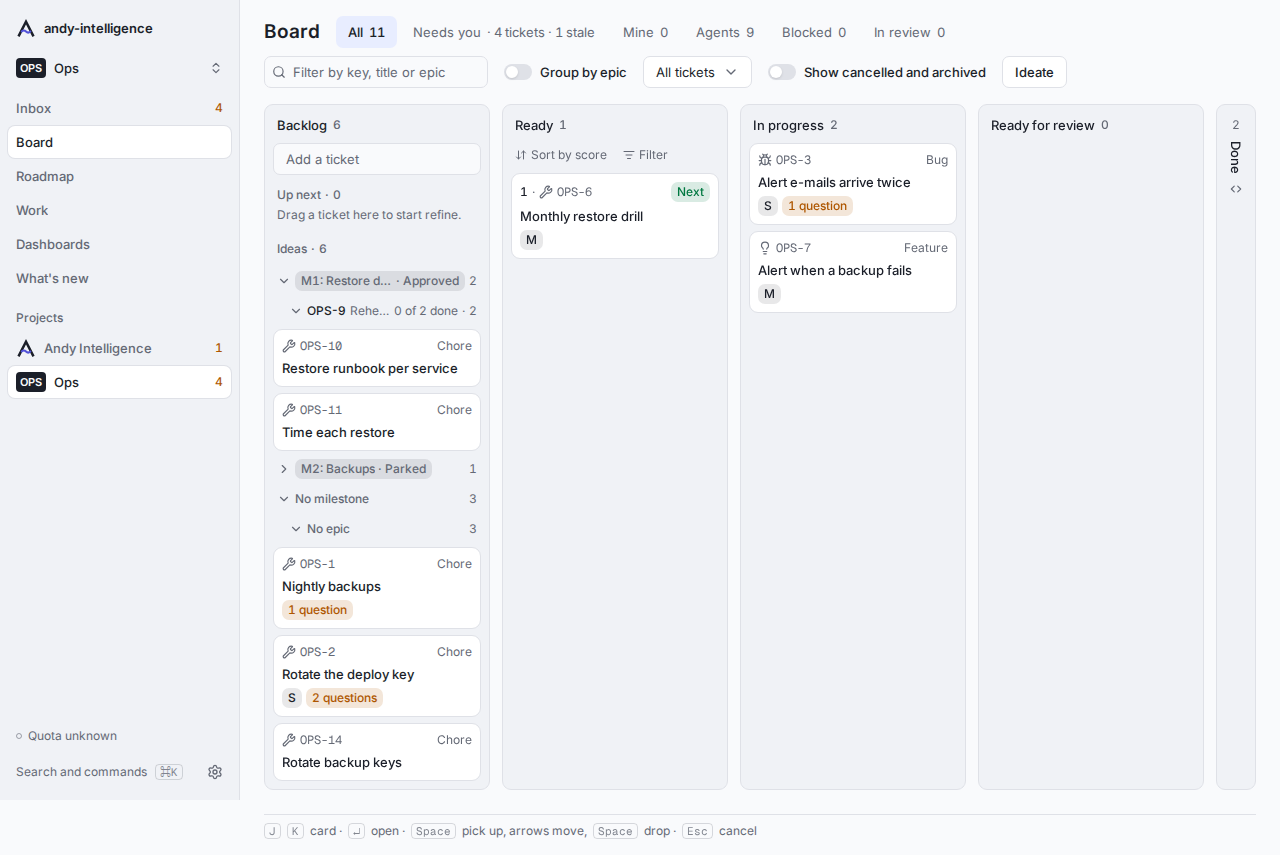 andy-intelligence
OPS Ops
Inbox 4
Board
Roadmap
Work
Dashboards
What's new
Projects
Andy Intelligence 1
OPS Ops 4
Quota unknown
Search and commands ⌘K
Board All 11 Needs you · 4 tickets · 1 stale Mine 0 Agents 9 Blocked 0 In review 0
Filter by key, title or epic Group by epic All tickets Show cancelled and archived Ideate
Backlog 6
Add a ticket
Up next · 0
Drag a ticket here to start refine.
Ideas · 6
M1: Restore d... · Approved 2
OPS-9 Rehe... 0 of 2 done · 2
OPS-10 Chore
Restore runbook per service
OPS-11 Chore
Time each restore
M2: Backups · Parked 1
No milestone 3
No epic 3
OPS-1 Chore
Nightly backups
1 question
OPS-2 Chore
Rotate the deploy key
S 2 questions
OPS-14 Chore
Rotate backup keys
Ready 1
Sort by score Filter
1 · OPS-6 Next
Monthly restore drill
M
In progress 2
OPS-3 Bug
Alert e-mails arrive twice
S 1 question
OPS-7 Feature
Alert when a backup fails
M
Ready for review 0
2
Done
J K card · ↵ open · Space pick up, arrows move, Space drop · Esc cancel